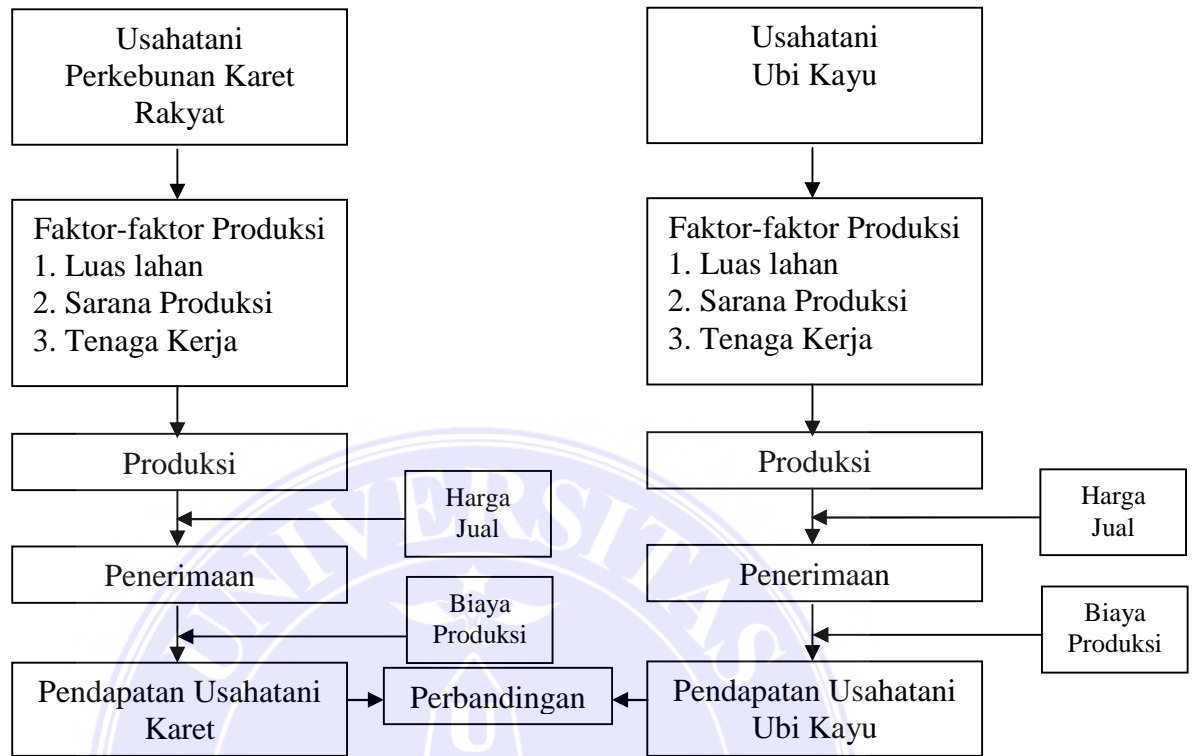 Usahatani
Perkebunan Karet
Rakyat
Faktor-faktor Produksi
1. Luas lahan
2. Sarana Produksi
3. Tenaga Kerja
Produksi
Harga
Jual
Penerimaan
Biaya
Produksi
Pendapatan Usahatani
Karet
Perbandingan
Usahatani
Ubi Kayu
Faktor-faktor Produksi
1. Luas lahan
2. Sarana Produksi
3. Tenaga Kerja
Produksi
Harga
Jual
Penerimaan
Biaya
Produksi
Pendapatan Usahatani
Ubi Kayu
UNIVERSITAS